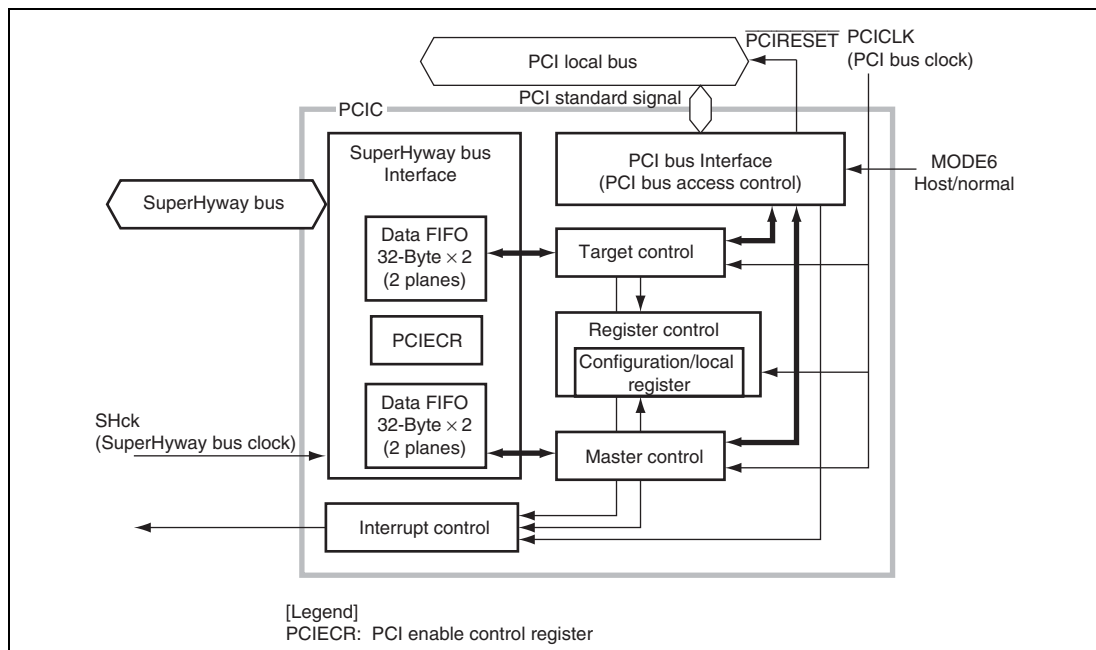 PCIRESET
PCICLK
(PCI bus clock)
PCI local bus
PCI standard signal
PCIC
SuperHyway bus
Interface
PCI bus Interface
(PCI bus access control)
MODE6
Host/normal
SuperHyway bus
Data FIFO
32-Byte × 2
(2 planes)
Target control
Register control
PCIECR
Configuration/local
register
Data FIFO
32-Byte × 2
(2 planes)
SHck
(SuperHyway bus clock)
Master control
Interrupt control
[Legend]
PCIECR: PCI enable control register